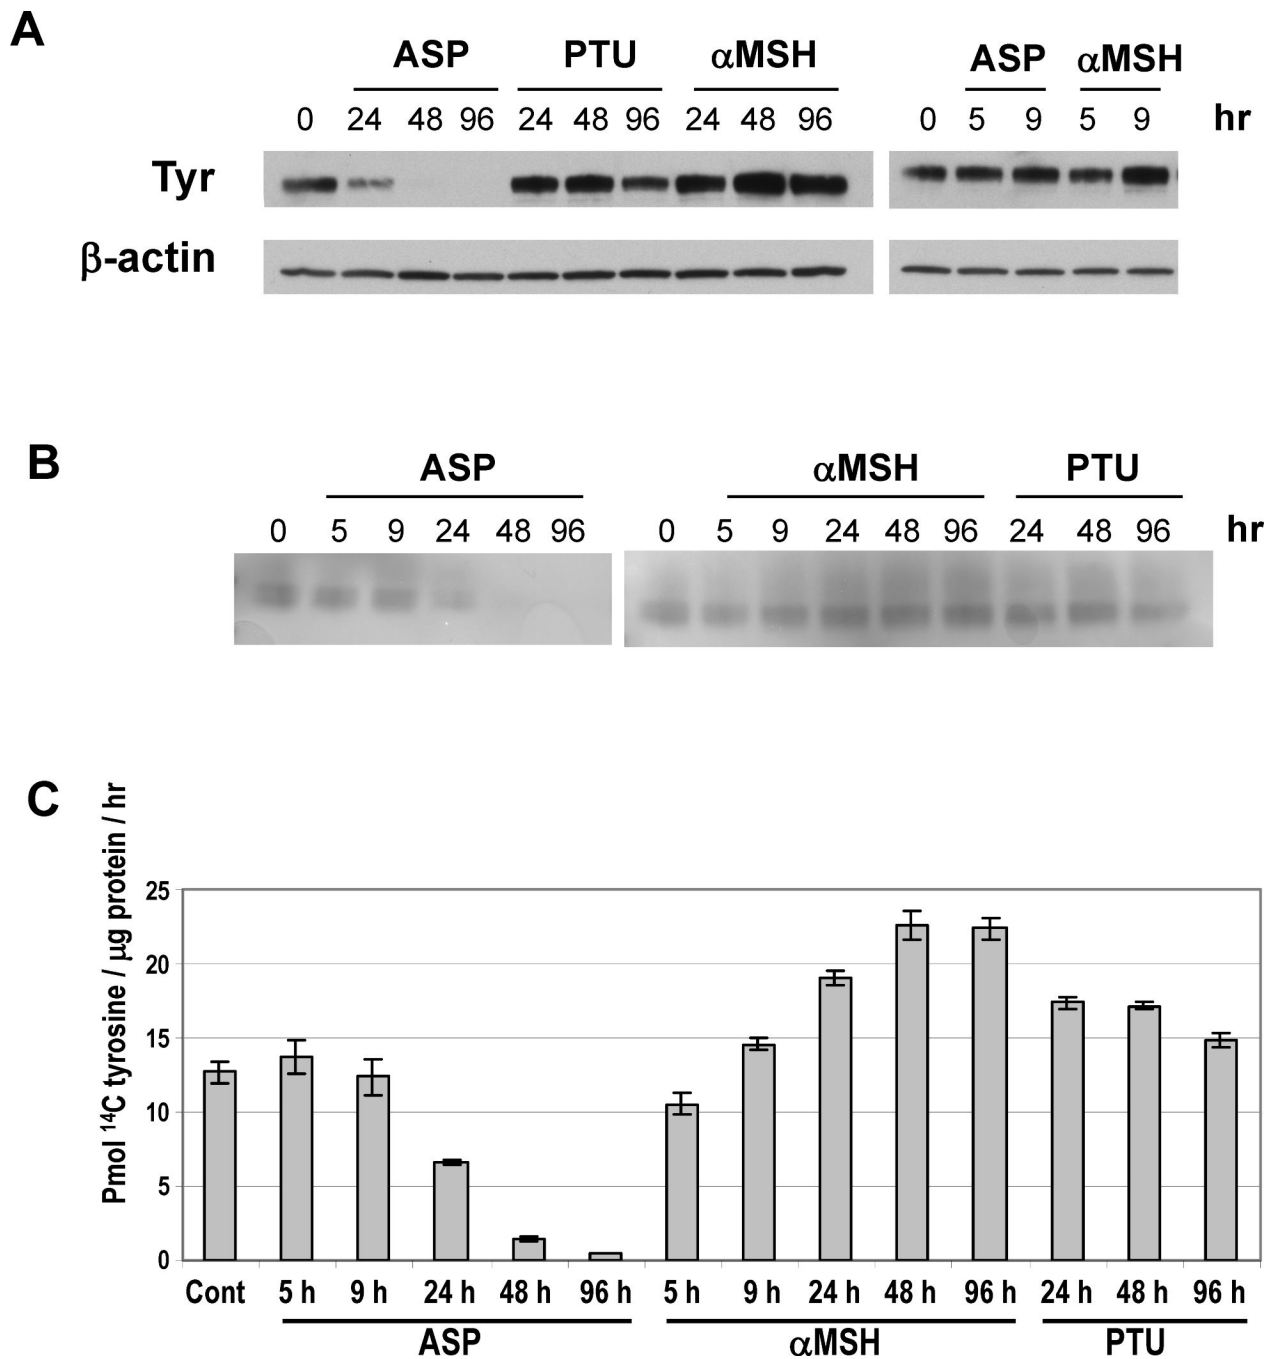 A
ASP PTU αMSH ASP αMSH
0 24 48 96 24 48 96 24 48 96 0 5 9 5 9 hr
Tyr
β-actin
B
ASP αMSH PTU
0 5 9 24 48 96 0 5 9 24 48 96 24 48 96 hr
C
Pmol ¹⁴C tyrosine / µg protein / hr
25
20
15
10
5
0
Cont 5 h 9 h 24 h 48 h 96 h 5 h 9 h 24 h 48 h 96 h 24 h 48 h 96 h
ASP αMSH PTU